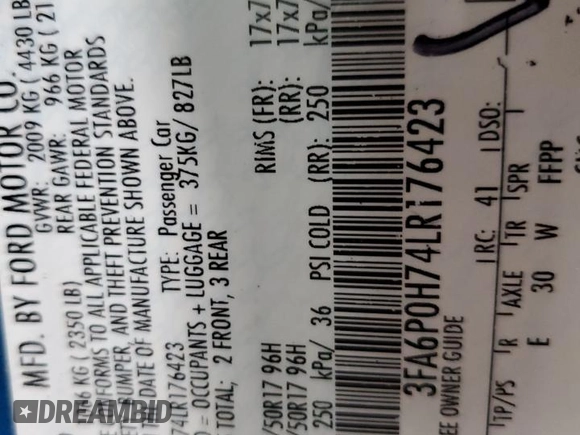 MFD. BY FORD MOTOR CO.
GVWR: 2009 KG ( 4430 LB
REAR GAWR: 966 KG ( 21
KG ( 2350 LB)
FORMS TO ALL APPLICABLE FEDERAL MOTOR
BUMPER, AND THEFT PREVENTION STANDARDS
DATE OF MANUFACTURE SHOWN ABOVE.
74LR176423 TYPE: Passenger Car
= OCCUPANTS + LUGGAGE = 375KG/ 827LB
TOTAL; 2 FRONT, 3 REAR
/50R17 96H RIMS (FR): 17x7
/50R17 96H (RR): 17x7
250 kPa/ 36 PSI COLD (RR): 250 kPa/
3FA6P0H74LR176423
EE OWNER GUIDE
RC: 41 DSO:
TP/PS R AXLE TR SPR
E 30 W FFPP
DREAMBID